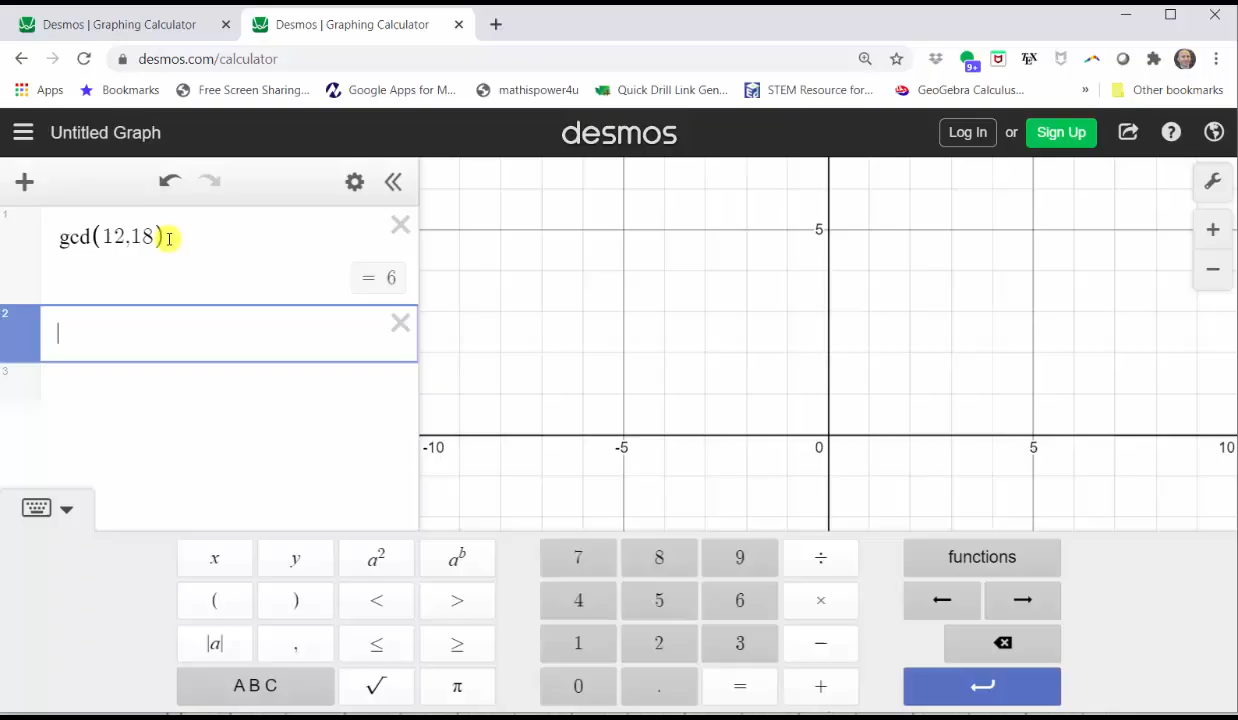 Desmos | Graphing Calculator Desmos | Graphing Calculator
desmos.com/calculator
9+ TEX
Apps Bookmarks Free Screen Sharing... Google Apps for M... mathispower4u Quick Drill Link Gen... STEM Resource for... GeoGebra Calculus... » Other bookmarks
Untitled Graph desmos Log In or Sign Up
1
gcd(12,18)
= 6
2
3
5
-10 -5 0 5 10
x y a² aᵇ 7 8 9 ÷ functions
( ) < > 4 5 6 × ← →
|a| , ≤ ≥ 1 2 3 −
A B C √ π 0 . = +